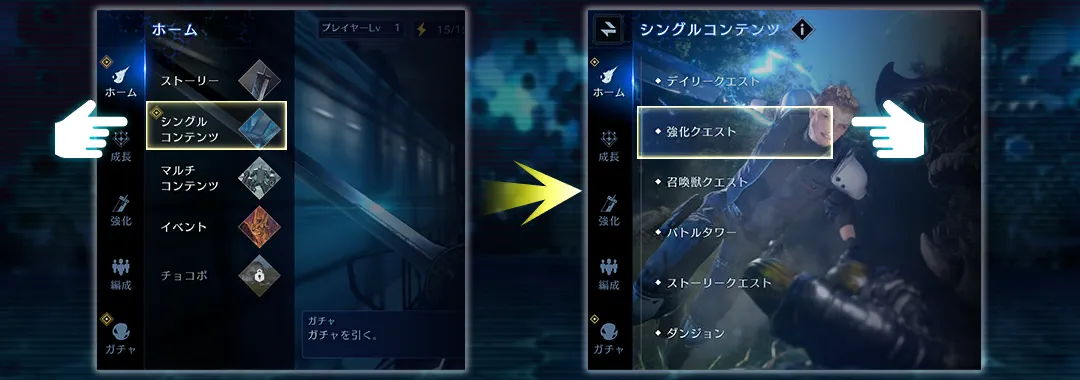 ホーム
プレイヤーLv 1
15/1
ホーム
成長
強化
編成
ガチャ
ストーリー
シングル
コンテンツ
マルチ
コンテンツ
イベント
チョコボ
ガチャ
ガチャを引く。
シングルコンテンツ i
ホーム
成長
強化
編成
ガチャ
デイリークエスト
強化クエスト
召喚獣クエスト
バトルタワー
ストーリークエスト
ダンジョン